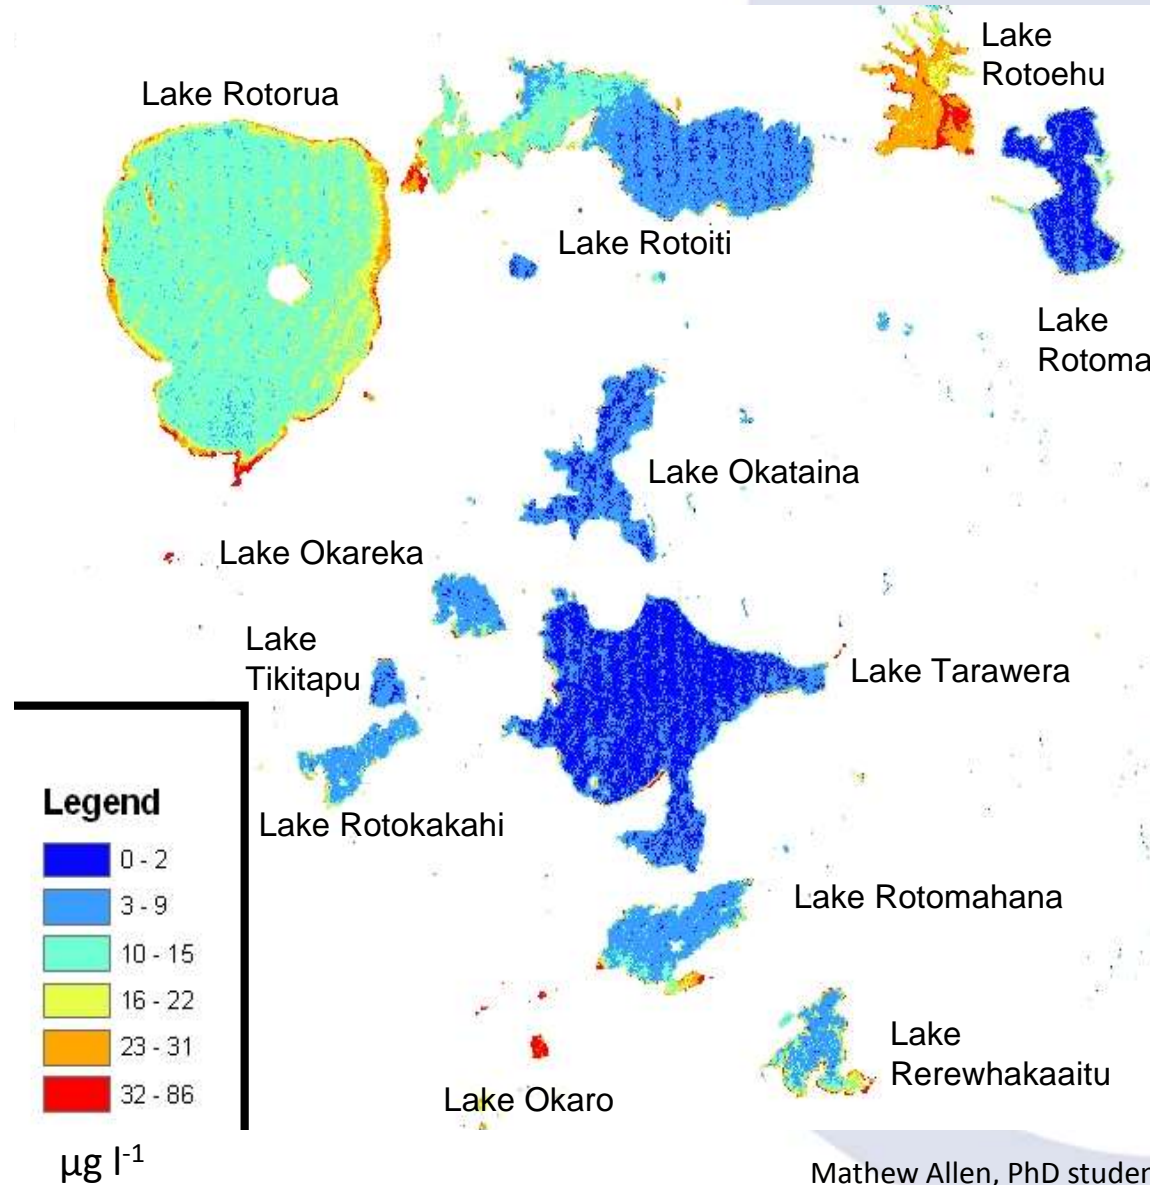 Lake
Rotoehu
Lake Rotorua
Lake Rotoiti
Lake
Rotoma
Lake Okataina
Lake Okareka
Lake
Tikitapu
Lake Tarawera
Legend
0 - 2
3 - 9
10 - 15
16 - 22
23 - 31
32 - 86
µg l⁻¹
Lake Rotokakahi
Lake Rotomahana
Lake
Rerewhakaaitu
Lake Okaro
Mathew Allen, PhD studen